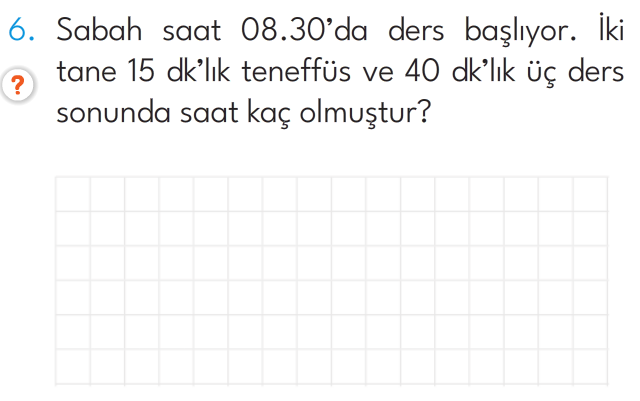 6. Sabah saat 08.30’da ders başlıyor. İki
? tane 15 dk’lık teneffüs ve 40 dk’lık üç ders
sonunda saat kaç olmuştur?